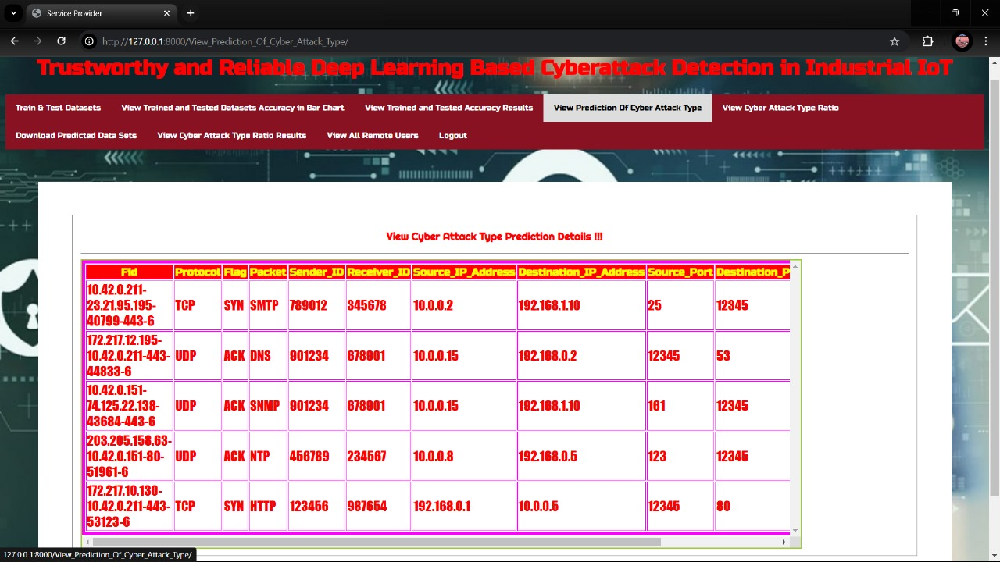 Service Provider
http://127.0.0.1:8000/View_Prediction_Of_Cyber_Attack_Type/
Trustworthy and Reliable Deep Learning Based Cyberattack Detection in Industrial IoT
Train & Test Datasets View Trained and Tested Datasets Accuracy in Bar Chart View Trained and Tested Accuracy Results View Prediction Of Cyber Attack Type View Cyber Attack Type Ratio
Download Predicted Data Sets View Cyber Attack Type Ratio Results View All Remote Users Logout
View Cyber Attack Type Prediction Details !!!
Fid Protocol Flag Packet Sender_ID Receiver_ID Source_IP_Address Destination_IP_Address Source_Port Destination_P
10.42.0.211-
23.21.95.195- TCP SYN SMTP 789012 345678 10.0.0.2 192.168.1.10 25 12345
40799-443-6
172.217.12.195-
10.42.0.211-443- UDP ACK DNS 901234 678901 10.0.0.15 192.168.0.2 12345 53
44833-6
10.42.0.151-
74.125.22.138- UDP ACK SNMP 901234 678901 10.0.0.15 192.168.1.10 161 12345
43684-443-6
203.205.158.63-
10.42.0.151-80- UDP ACK NTP 456789 234567 10.0.0.8 192.168.0.5 123 12345
51961-6
172.217.10.130-
10.42.0.211-443- TCP SYN HTTP 123456 987654 192.168.0.1 10.0.0.5 12345 80
53123-6
127.0.0.1:8000/View_Prediction_Of_Cyber_Attack_Type/